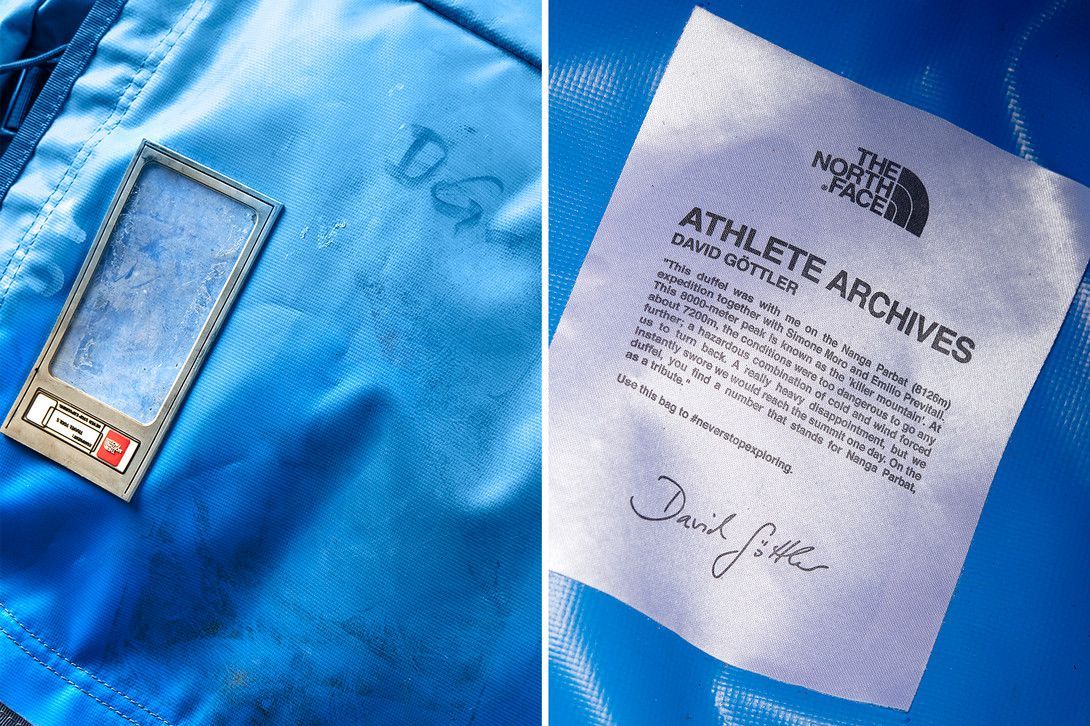 DG
THE
NORTH
FACE
ATHLETE ARCHIVES
DAVID GÖTTLER
"This duffel was with me on the Nanga Parbat (8126m)
expedition together with Simone Moro and Emilio Previtali.
This 8000-meter peak is known as the 'killer mountain'. At
about 7200m, the conditions were too dangerous to go any
further; a hazardous combination of cold and wind forced
us to turn back. A really heavy disappointment, but we
instantly swore we would reach the summit one day. On the
duffel, you find a number that stands for Nanga Parbat,
as a tribute."
Use this bag to #neverstopexploring.
David Göttler